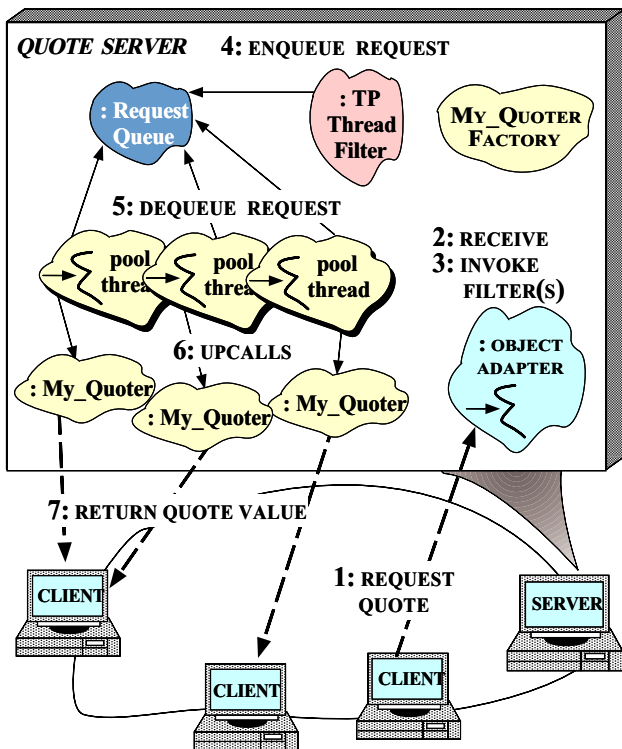 QUOTE SERVER
4: ENQUEUE REQUEST
: Request
Queue
: TP
Thread
Filter
MY_QUOTER
FACTORY
5: DEQUEUE REQUEST
2: RECEIVE
3: INVOKE
FILTER(S)
pool
thread
pool
thread
pool
thread
6: UPCALLS
: OBJECT
ADAPTER
: My_Quoter
: My_Quoter
: My_Quoter
7: RETURN QUOTE VALUE
1: REQUEST
QUOTE
CLIENT
SERVER
CLIENT
CLIENT